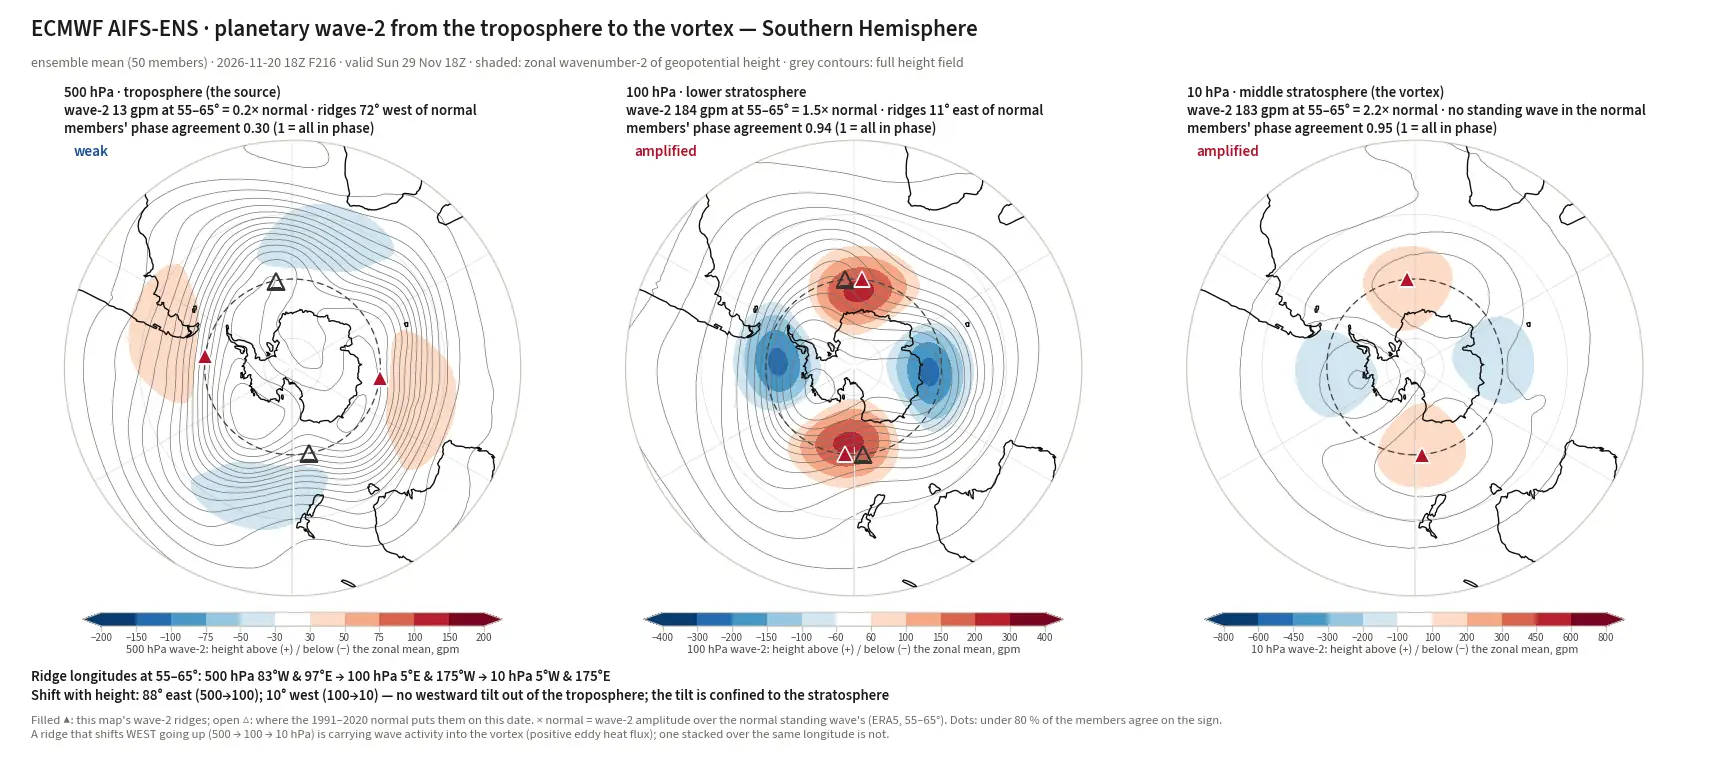 ECMWF AIFS-ENS · planetary wave-2 from the troposphere to the vortex — Southern Hemisphere
ensemble mean (50 members) · 2026-11-20 18Z F216 · valid Sun 29 Nov 18Z · shaded: zonal wavenumber-2 of geopotential height · grey contours: full height field
500 hPa · troposphere (the source)
wave-2 13 gpm at 55–65° = 0.2× normal · ridges 72° west of normal
members' phase agreement 0.30 (1 = all in phase)
weak
100 hPa · lower stratosphere
wave-2 184 gpm at 55–65° = 1.5× normal · ridges 11° east of normal
members' phase agreement 0.94 (1 = all in phase)
amplified
10 hPa · middle stratosphere (the vortex)
wave-2 183 gpm at 55–65° = 2.2× normal · no standing wave in the normal
members' phase agreement 0.95 (1 = all in phase)
amplified
−200 −150 −100 −75 −50 −30 30 50 75 100 150 200
500 hPa wave-2: height above (+) / below (−) the zonal mean, gpm
−400 −300 −200 −150 −100 −60 60 100 150 200 300 400
100 hPa wave-2: height above (+) / below (−) the zonal mean, gpm
−800 −600 −450 −300 −200 −100 100 200 300 450 600 800
10 hPa wave-2: height above (+) / below (−) the zonal mean, gpm
Ridge longitudes at 55–65°: 500 hPa 83°W & 97°E → 100 hPa 5°E & 175°W → 10 hPa 5°W & 175°E
Shift with height: 88° east (500→100); 10° west (100→10) — no westward tilt out of the troposphere; the tilt is confined to the stratosphere
Filled ▲: this map's wave-2 ridges; open △: where the 1991–2020 normal puts them on this date. × normal = wave-2 amplitude over the normal standing wave's (ERA5, 55–65°). Dots: under 80 % of the members agree on the sign.
A ridge that shifts WEST going up (500 → 100 → 10 hPa) is carrying wave activity into the vortex (positive eddy heat flux); one stacked over the same longitude is not.